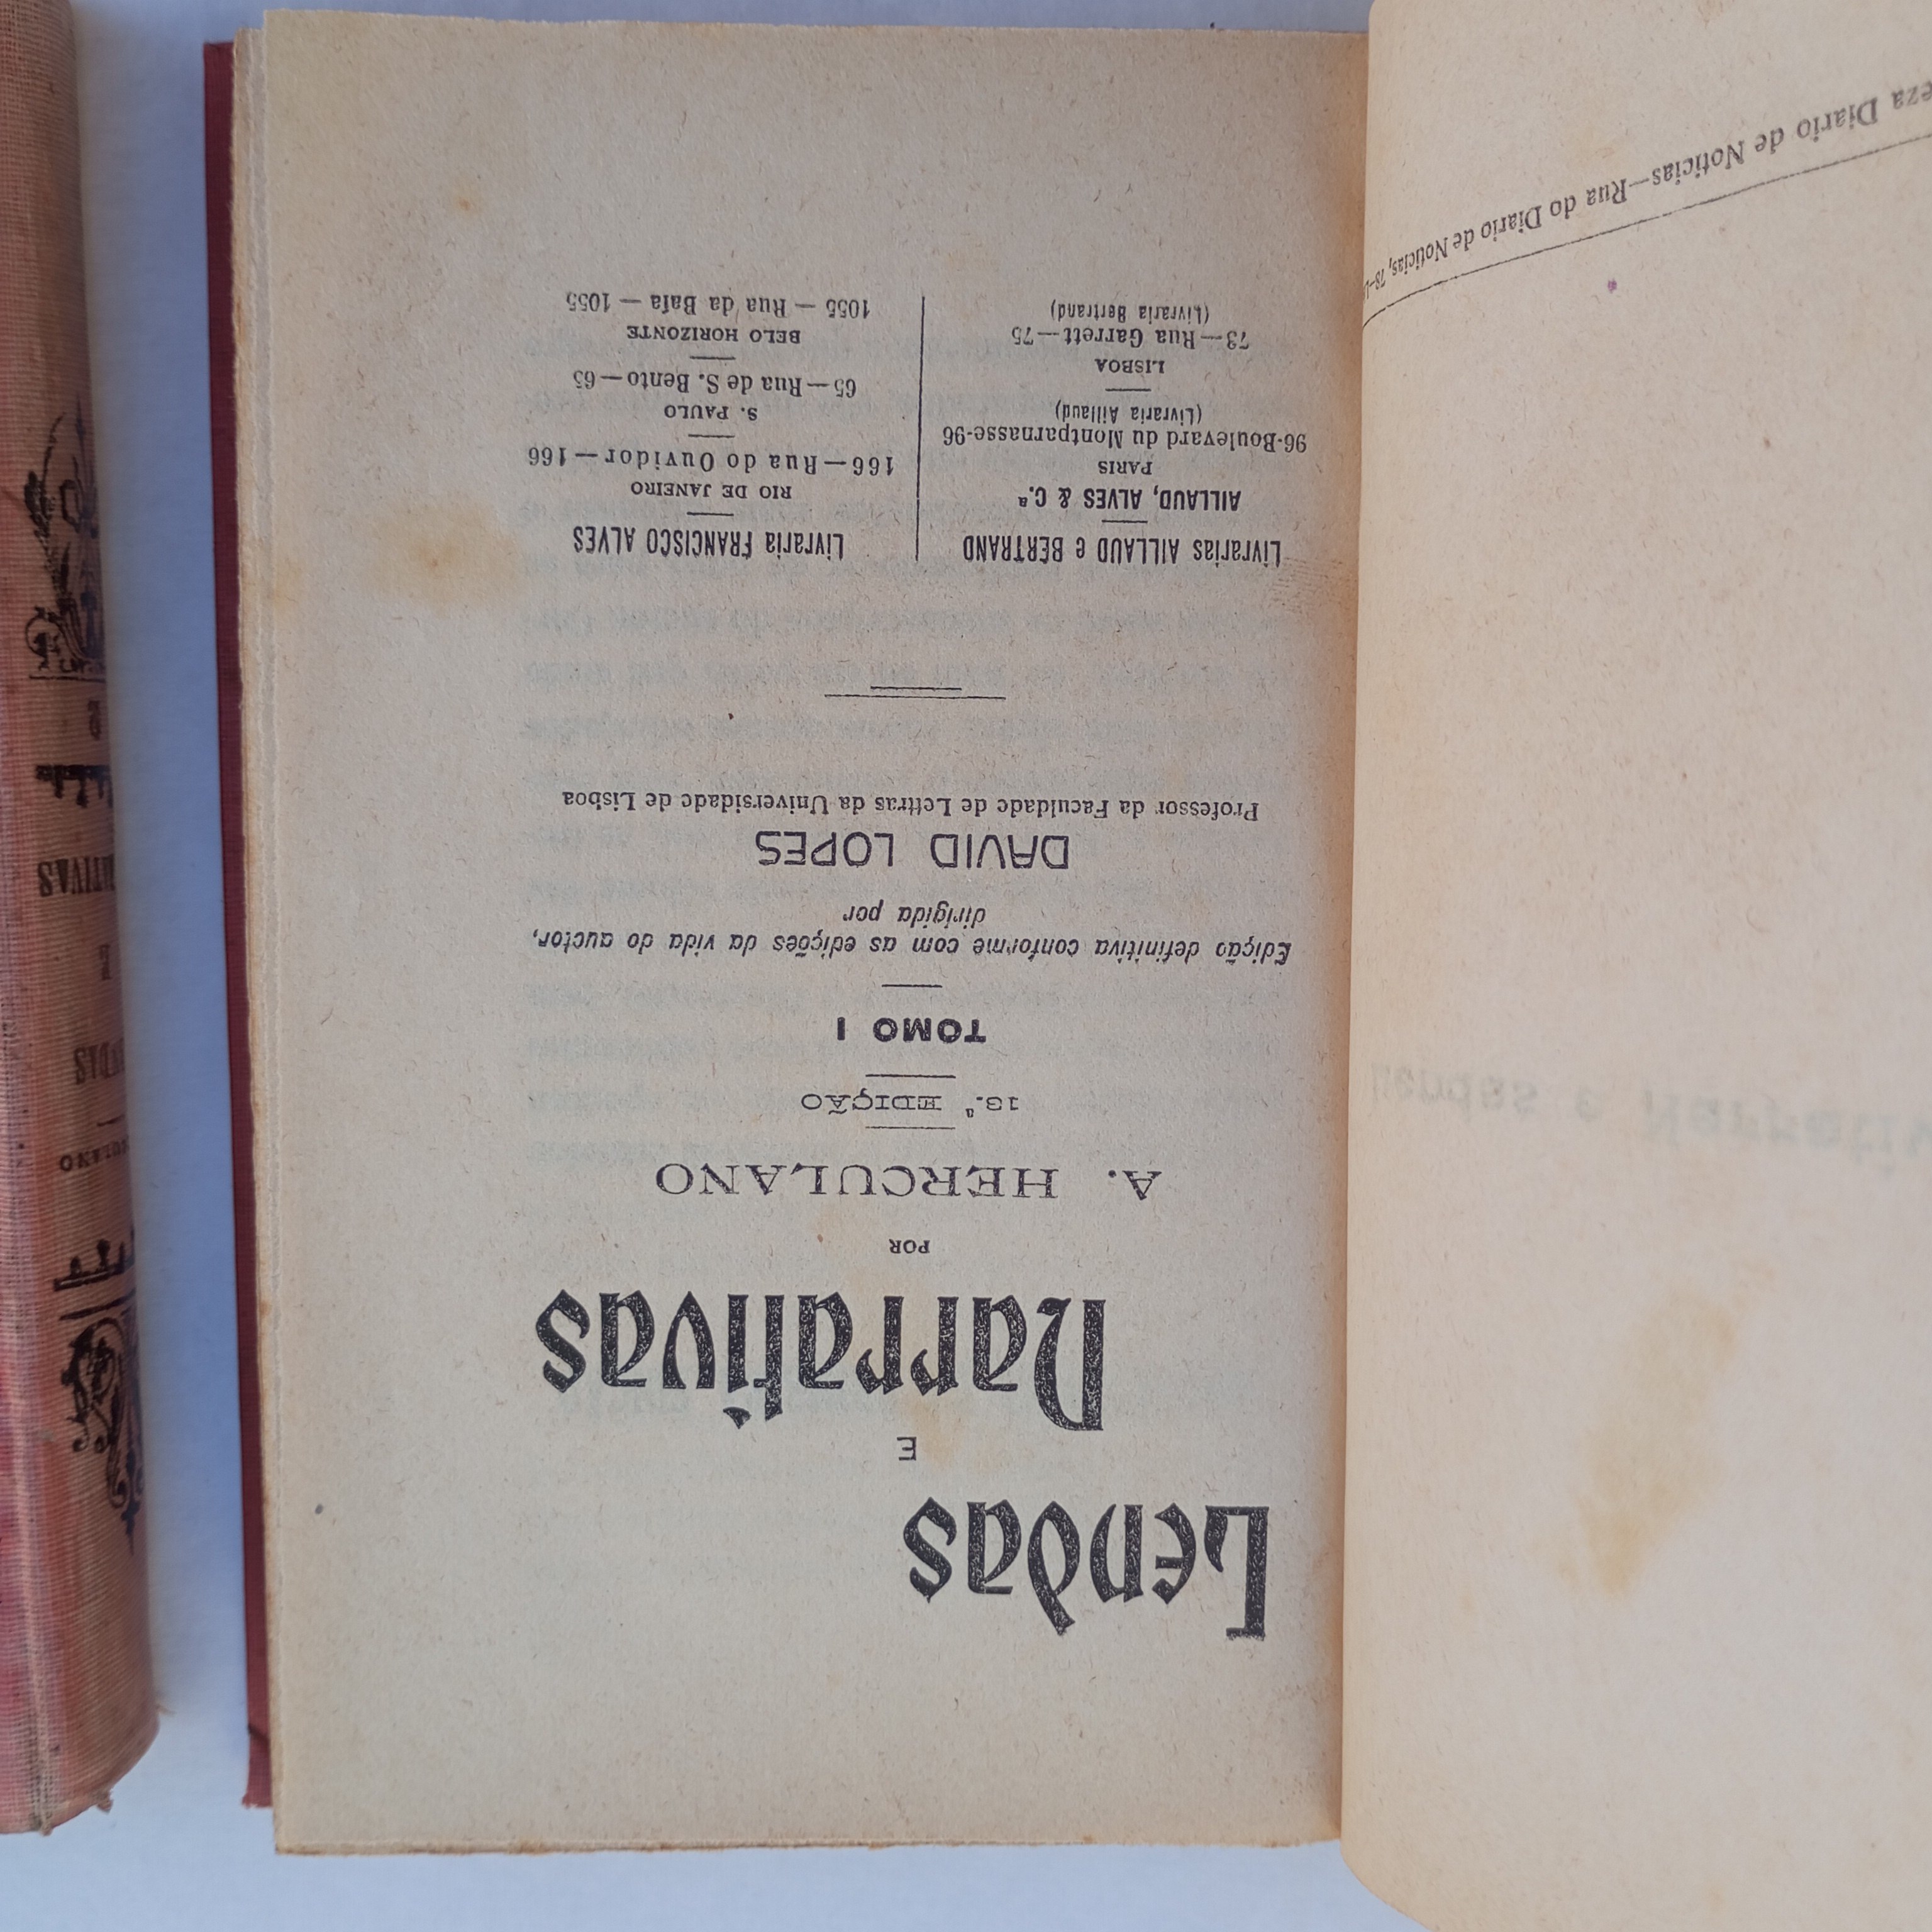 Lendas
E
Narrativas
POR
A. HERCULANO
13.ª EDIÇÃO
TOMO I
Edição definitiva conforme com as edições da vida do auctor,
dirigida por
DAVID LOPES
Professor da Faculdade de Lettras da Universidade de Lisboa
Livrarias AILLAUD e BERTRAND
AILLAUD, ALVES & C.ª
PARIS
96-Boulevard du Montparnasse-96
(Livraria Aillaud)
LISBOA
73—Rua Garrett—75
(Livraria Bertrand)
Livraria FRANCISCO ALVES
RIO DE JANEIRO
166—Rua do Ouvidor—166
S. PAULO
65—Rua de S. Bento—65
BELO HORIZONTE
1055 — Rua da Baía — 1055
Diario de Noticias—Rua do Diario de Noticias, 78
E
2